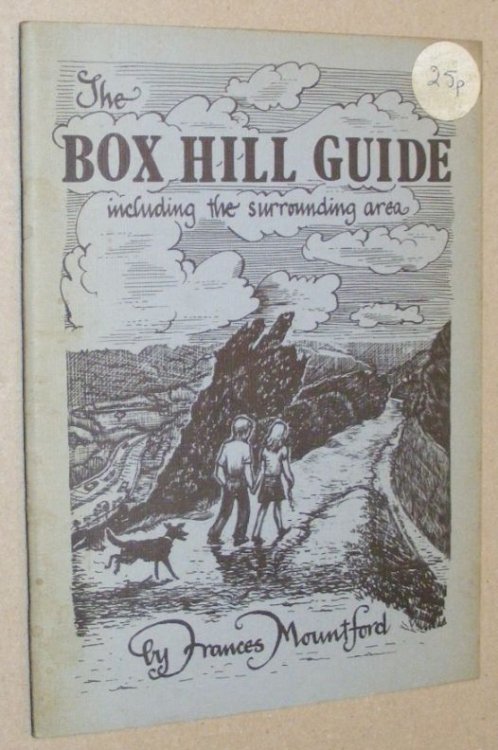 The
25p
BOX HILL GUIDE
including the surrounding area
by Frances Mountford